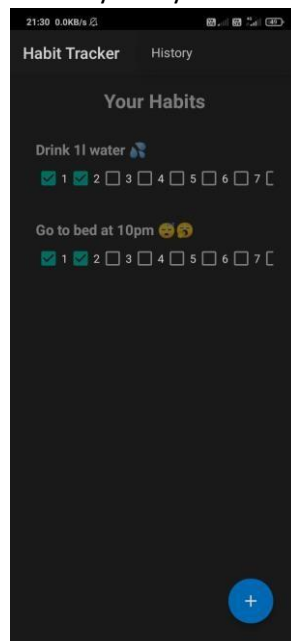 21:30 0.0KB/s
Habit Tracker History
Your Habits
Drink 1l water 💦
1 2 3 4 5 6 7
Go to bed at 10pm 😴🥱
1 2 3 4 5 6 7
+